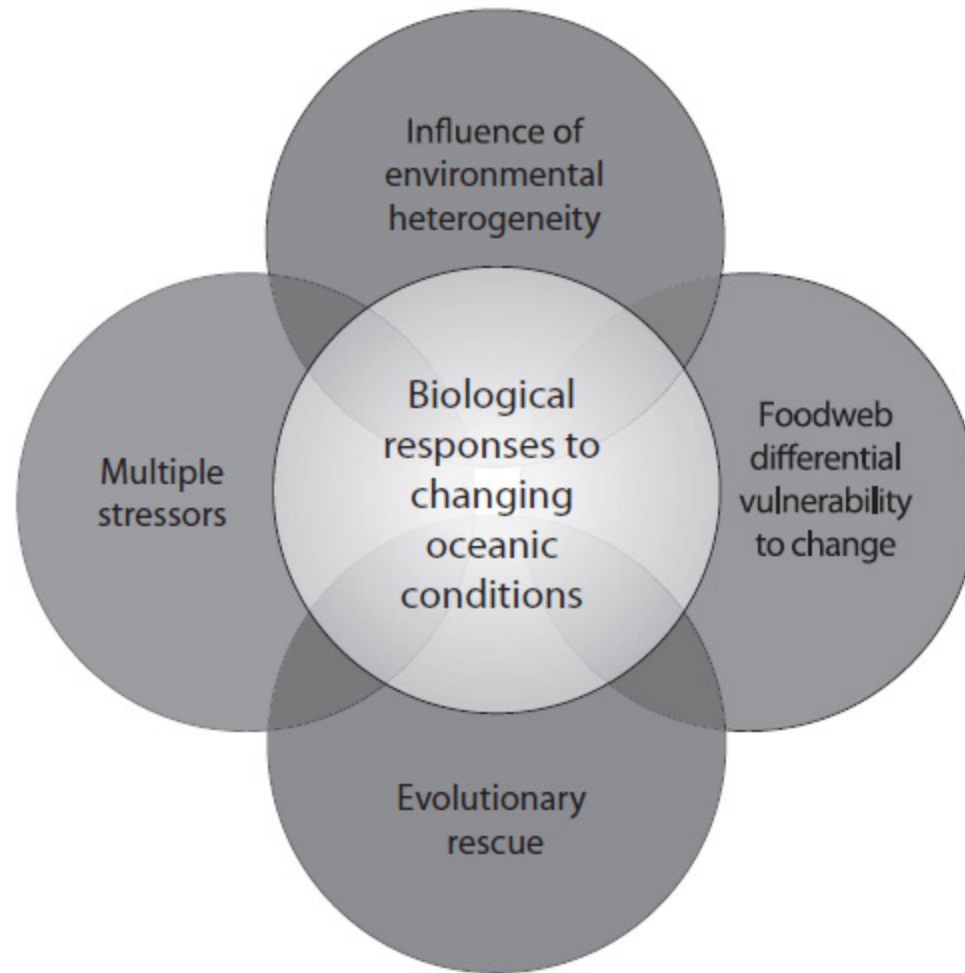 Influence of
environmental
heterogeneity
Multiple
stressors
Biological
responses to
changing
oceanic
conditions
Foodweb
differential
vulnerability
to change
Evolutionary
rescue